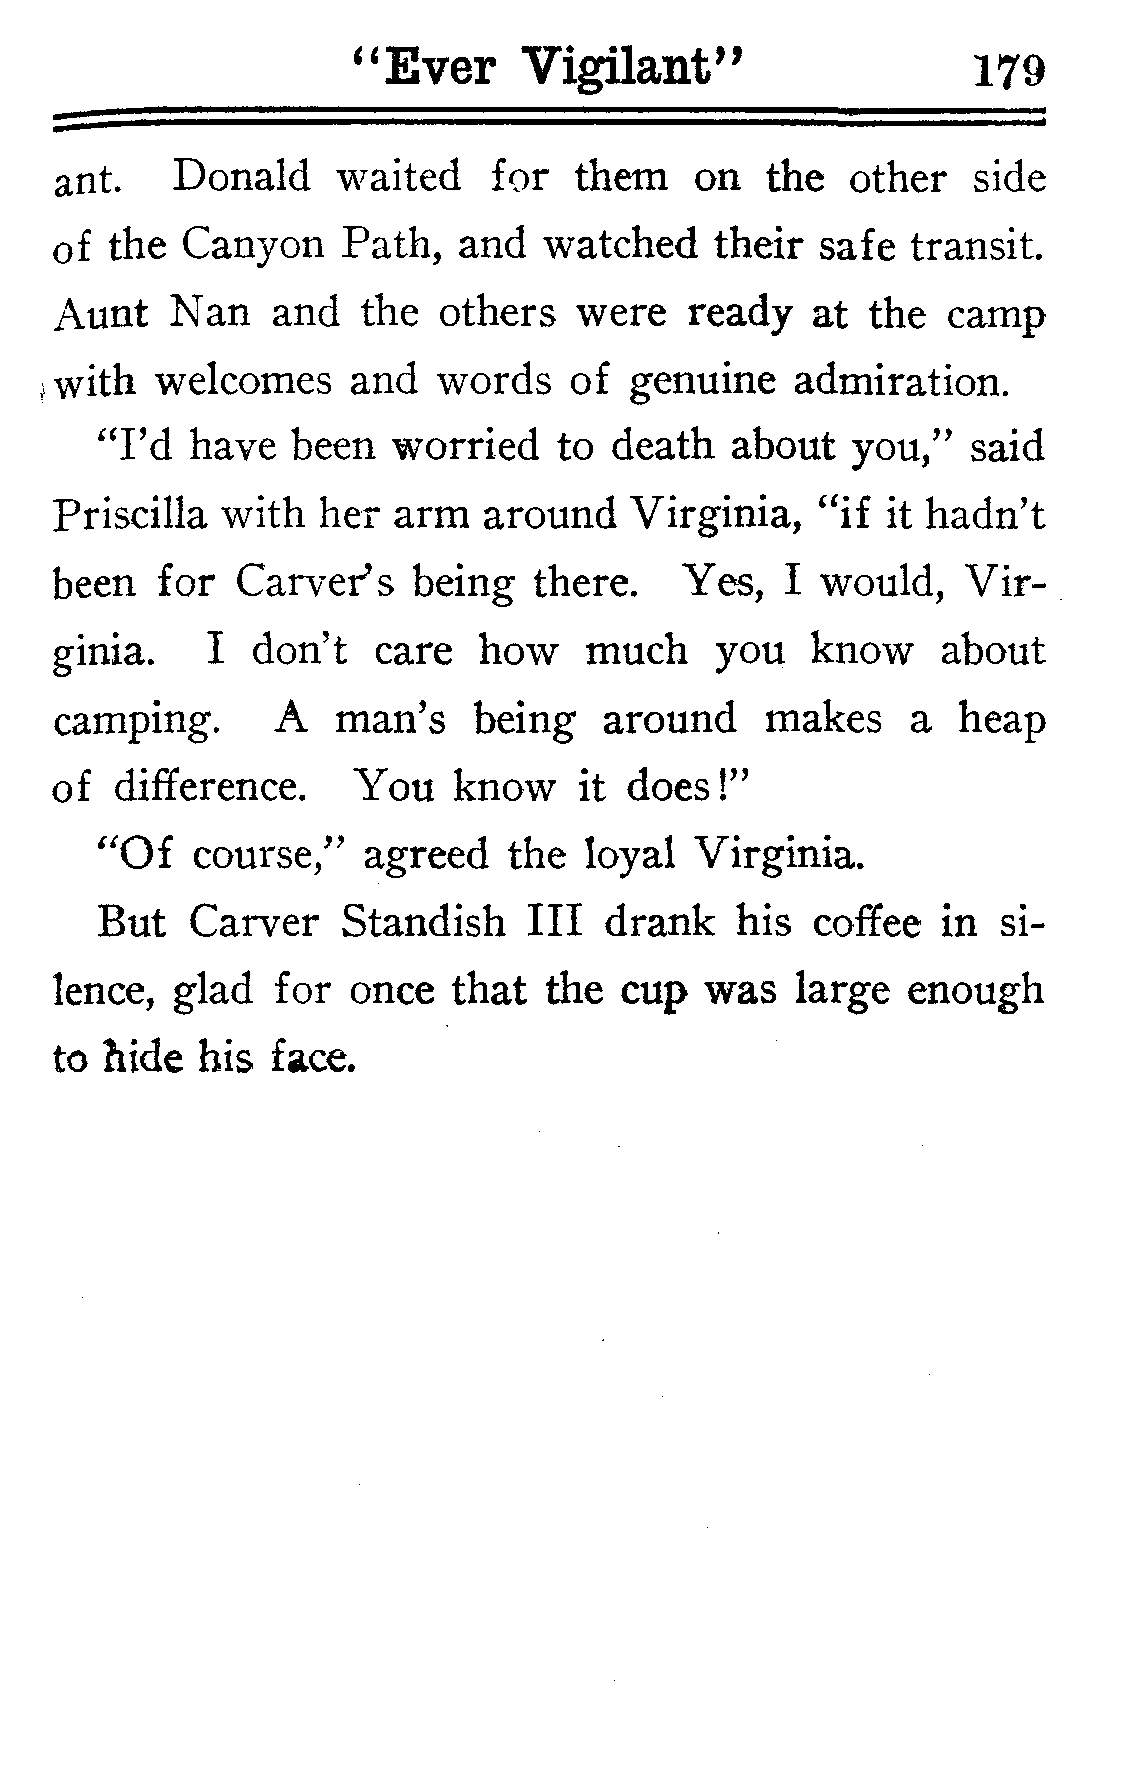 "Ever Vigilant" 179
ant. Donald waited for them on the other side
of the Canyon Path, and watched their safe transit.
Aunt Nan and the others were ready at the camp
with welcomes and words of genuine admiration.
"I'd have been worried to death about you," said
Priscilla with her arm around Virginia, "if it hadn't
been for Carver's being there. Yes, I would, Vir-
ginia. I don't care how much you know about
camping. A man's being around makes a heap
of difference. You know it does!"
"Of course," agreed the loyal Virginia.
But Carver Standish III drank his coffee in si-
lence, glad for once that the cup was large enough
to hide his face.